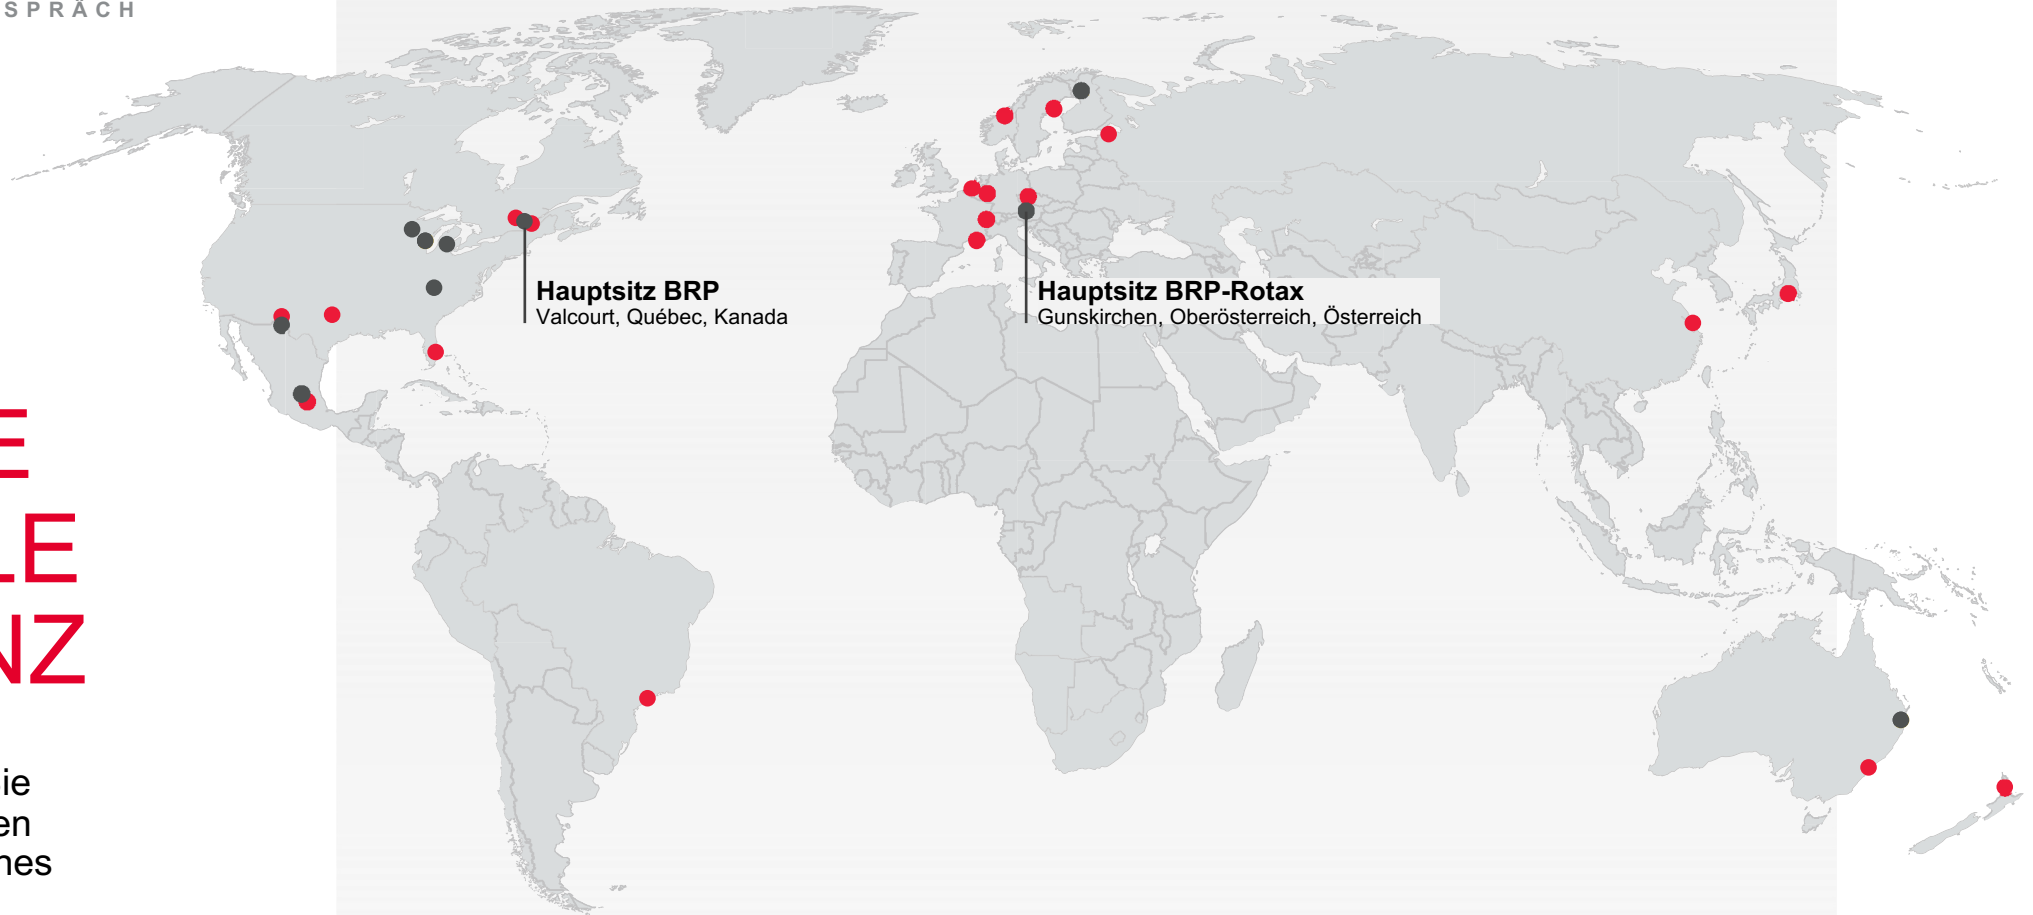 SPRÄCH
Hauptsitz BRP
Valcourt, Québec, Kanada
Hauptsitz BRP-Rotax
Gunskirchen, Oberösterreich, Österreich
E
LE
NZ
ie
en
nes